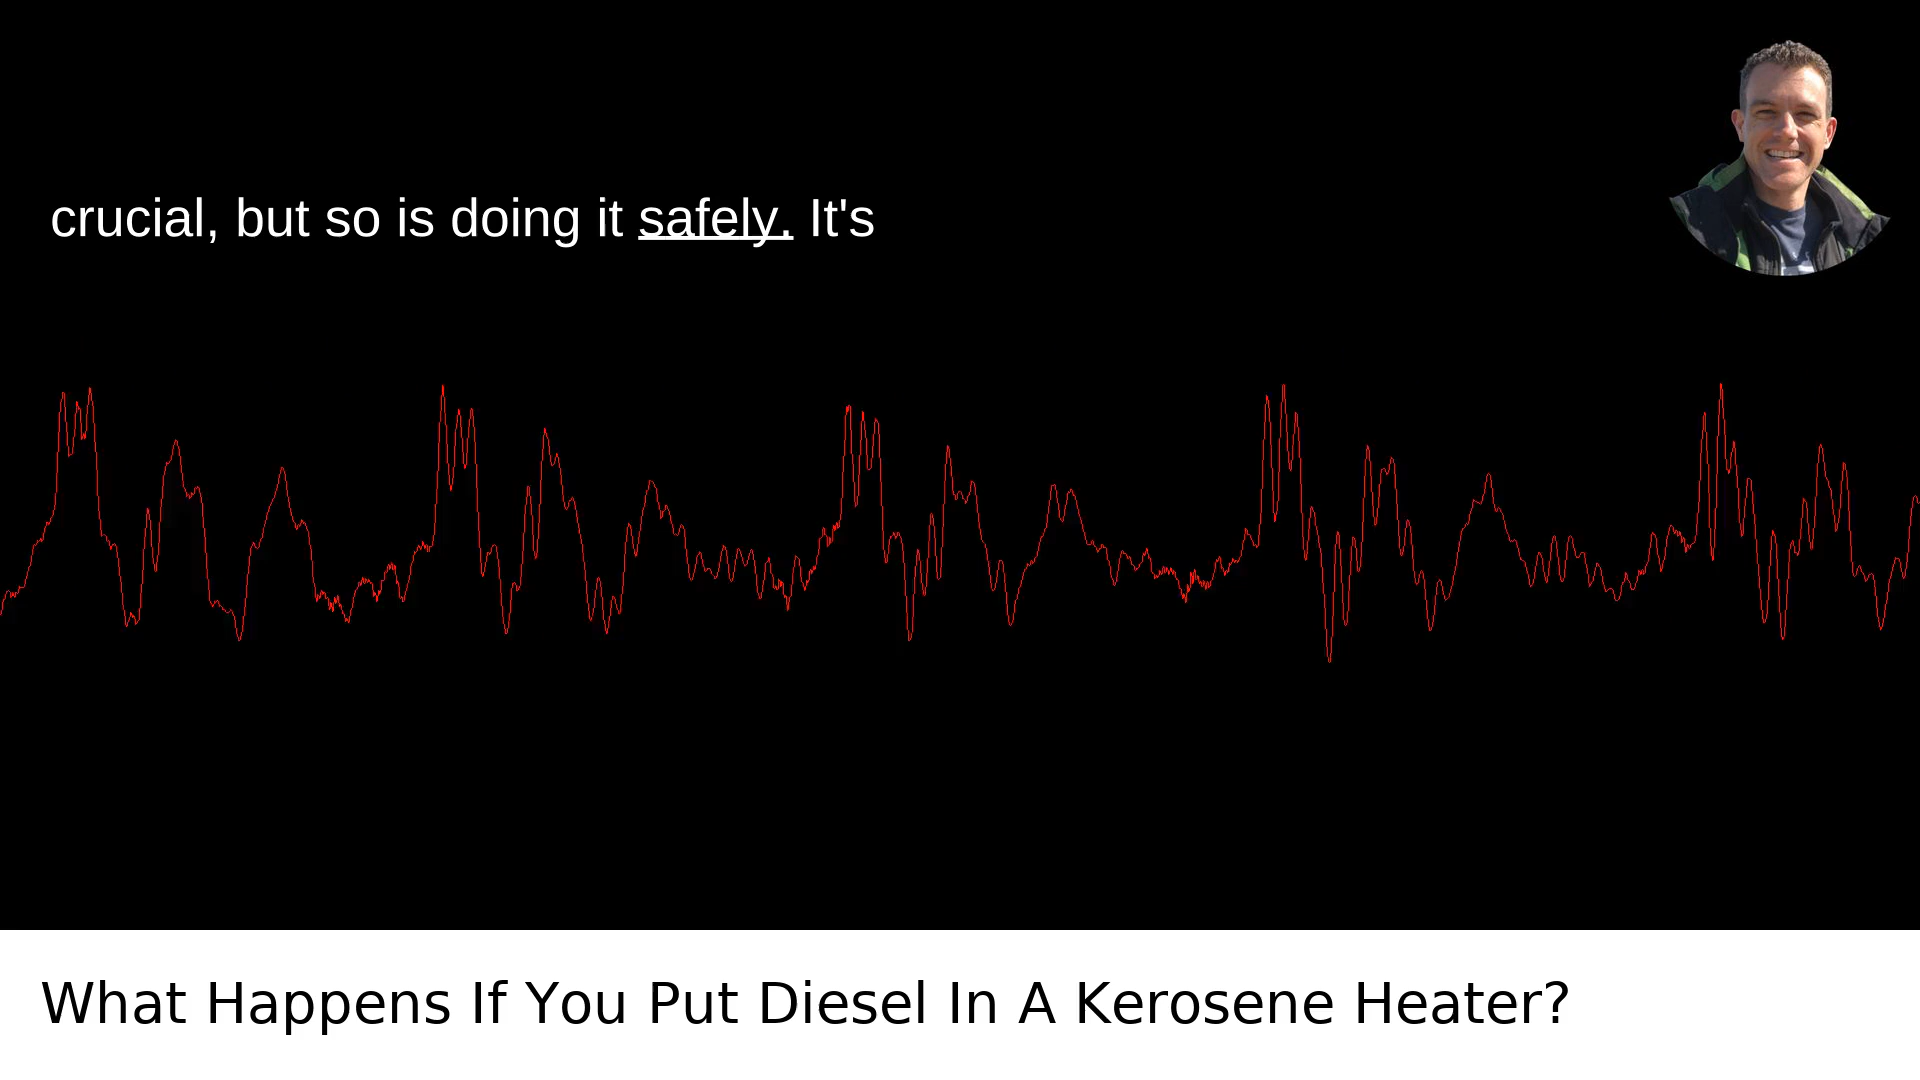 crucial, but so is doing it safely. It's
What Happens If You Put Diesel In A Kerosene Heater?